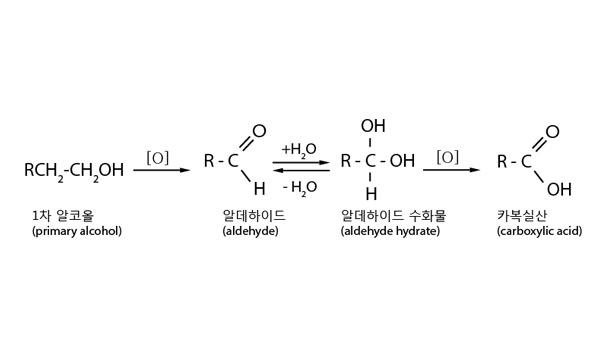 RCH₂-CH₂OH
[O]
R - C
O
H
+H₂O
- H₂O
OH
R - C - OH
H
[O]
R - C
O
OH
1차 알코올
(primary alcohol)
알데하이드
(aldehyde)
알데하이드 수화물
(aldehyde hydrate)
카복실산
(carboxylic acid)